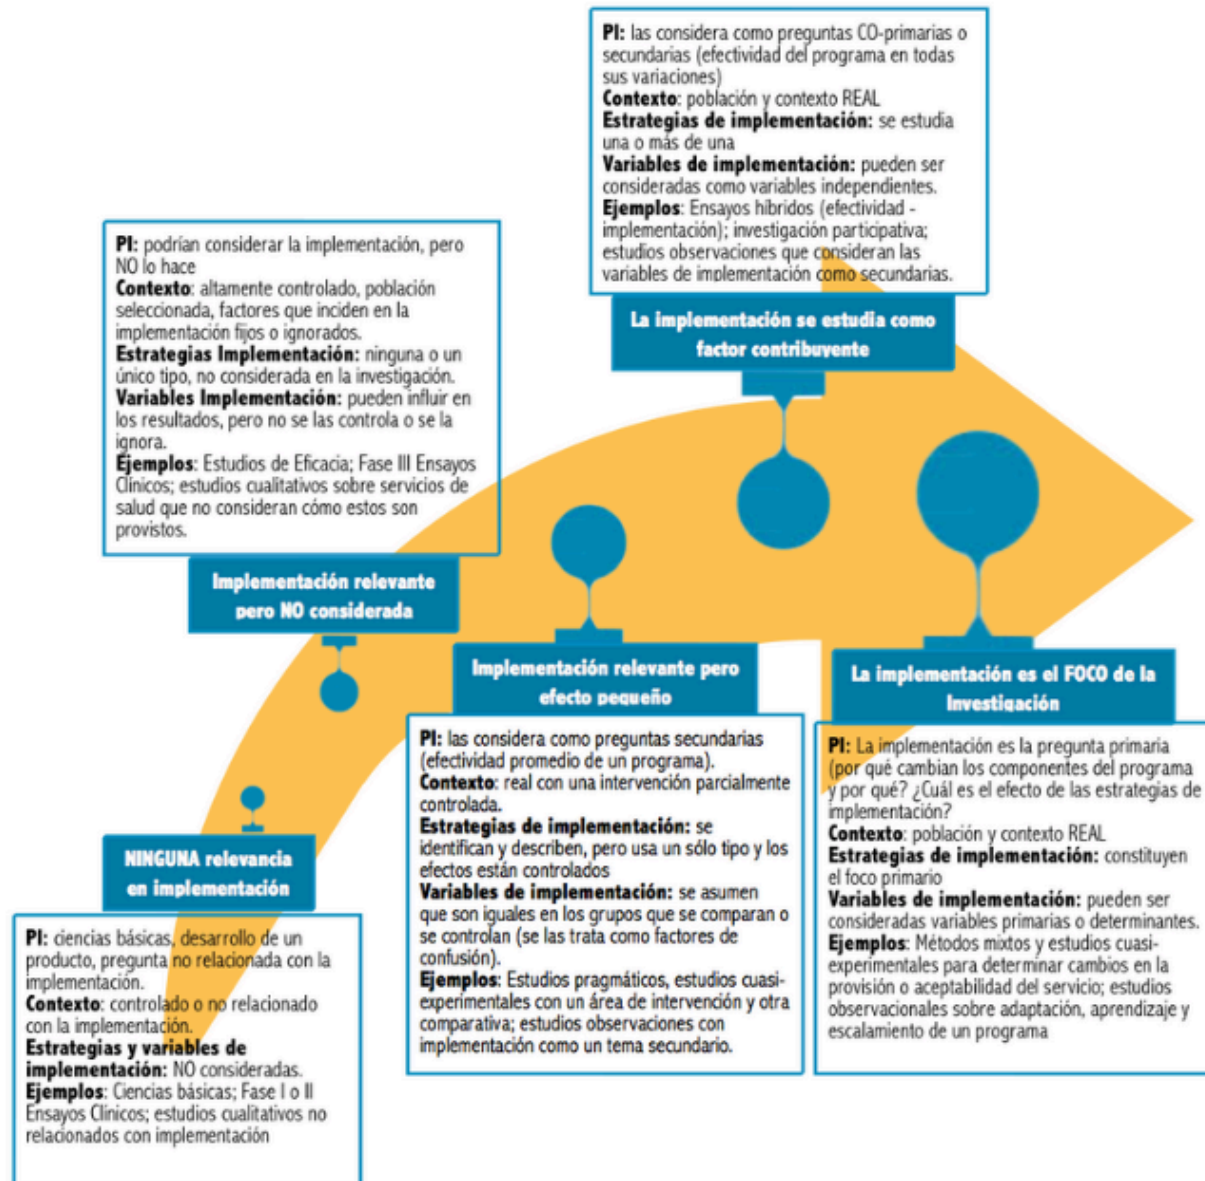 PI: las considera como preguntas CO-primarias o
secundarias (efectividad del programa en todas
sus variaciones)
Contexto: población y contexto REAL
Estrategias de implementación: se estudia
una o más de una
Variables de implementación: pueden ser
consideradas como variables independientes.
Ejemplos: Ensayos híbridos (efectividad -
implementación); investigación participativa;
estudios observaciones que consideran las
variables de implementación como secundarias.
La implementación se estudia como
factor contribuyente
PI: podrían considerar la implementación, pero
NO lo hace
Contexto: altamente controlado, población
seleccionada, factores que inciden en la
implementación fijos o ignorados.
Estrategias Implementación: ninguna o un
único tipo, no considerada en la investigación.
Variables Implementación: pueden influir en
los resultados, pero no se las controla o se la
ignora.
Ejemplos: Estudios de Eficacia; Fase III Ensayos
Clínicos; estudios cualitativos sobre servicios de
salud que no consideran cómo estos son
provistos.
Implementación relevante
pero NO considerada
Implementación relevante pero
efecto pequeño
PI: las considera como preguntas secundarias
(efectividad promedio de un programa).
Contexto: real con una intervención parcialmente
controlada.
Estrategias de implementación: se
identifican y describen, pero usa un sólo tipo y los
efectos están controlados
Variables de implementación: se asumen
que son iguales en los grupos que se comparan o
se controlan (se las trata como factores de
confusión).
Ejemplos: Estudios pragmáticos, estudios cuasi-
experimentales con un área de intervención y otra
comparativa; estudios observaciones con
implementación como un tema secundario.
La implementación es el FOCO de la
Investigación
PI: La implementación es la pregunta primaria
(por qué cambian los componentes del programa
y por qué? ¿Cuál es el efecto de las estrategias de
implementación?
Contexto: población y contexto REAL
Estrategias de implementación: constituyen
el foco primario
Variables de implementación: pueden ser
consideradas variables primarias o determinantes.
Ejemplos: Métodos mixtos y estudios cuasi-
experimentales para determinar cambios en la
provisión o aceptabilidad del servicio; estudios
observacionales sobre adaptación, aprendizaje y
escalamiento de un programa
NINGUNA relevancia
en implementación
PI: ciencias básicas, desarrollo de un
producto, pregunta no relacionada con la
implementación.
Contexto: controlado o no relacionado
con la implementación.
Estrategias y variables de
implementación: NO consideradas.
Ejemplos: Ciencias básicas; Fase I o II
Ensayos Clínicos; estudios cualitativos no
relacionados con implementación